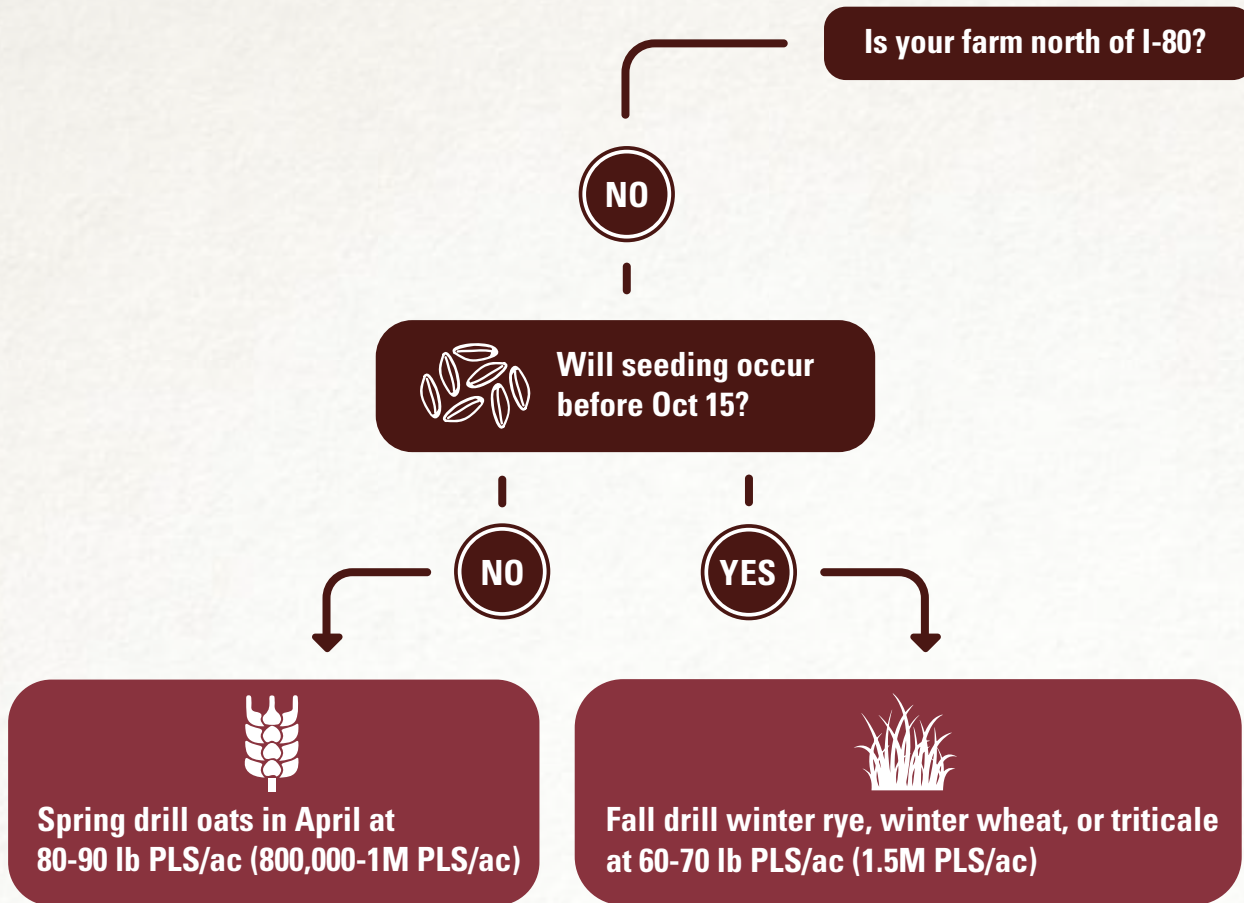 Is your farm north of I-80?
NO
Will seeding occur
before Oct 15?
NO
YES
Spring drill oats in April at
80-90 lb PLS/ac (800,000-1M PLS/ac)
Fall drill winter rye, winter wheat, or triticale
at 60-70 lb PLS/ac (1.5M PLS/ac)